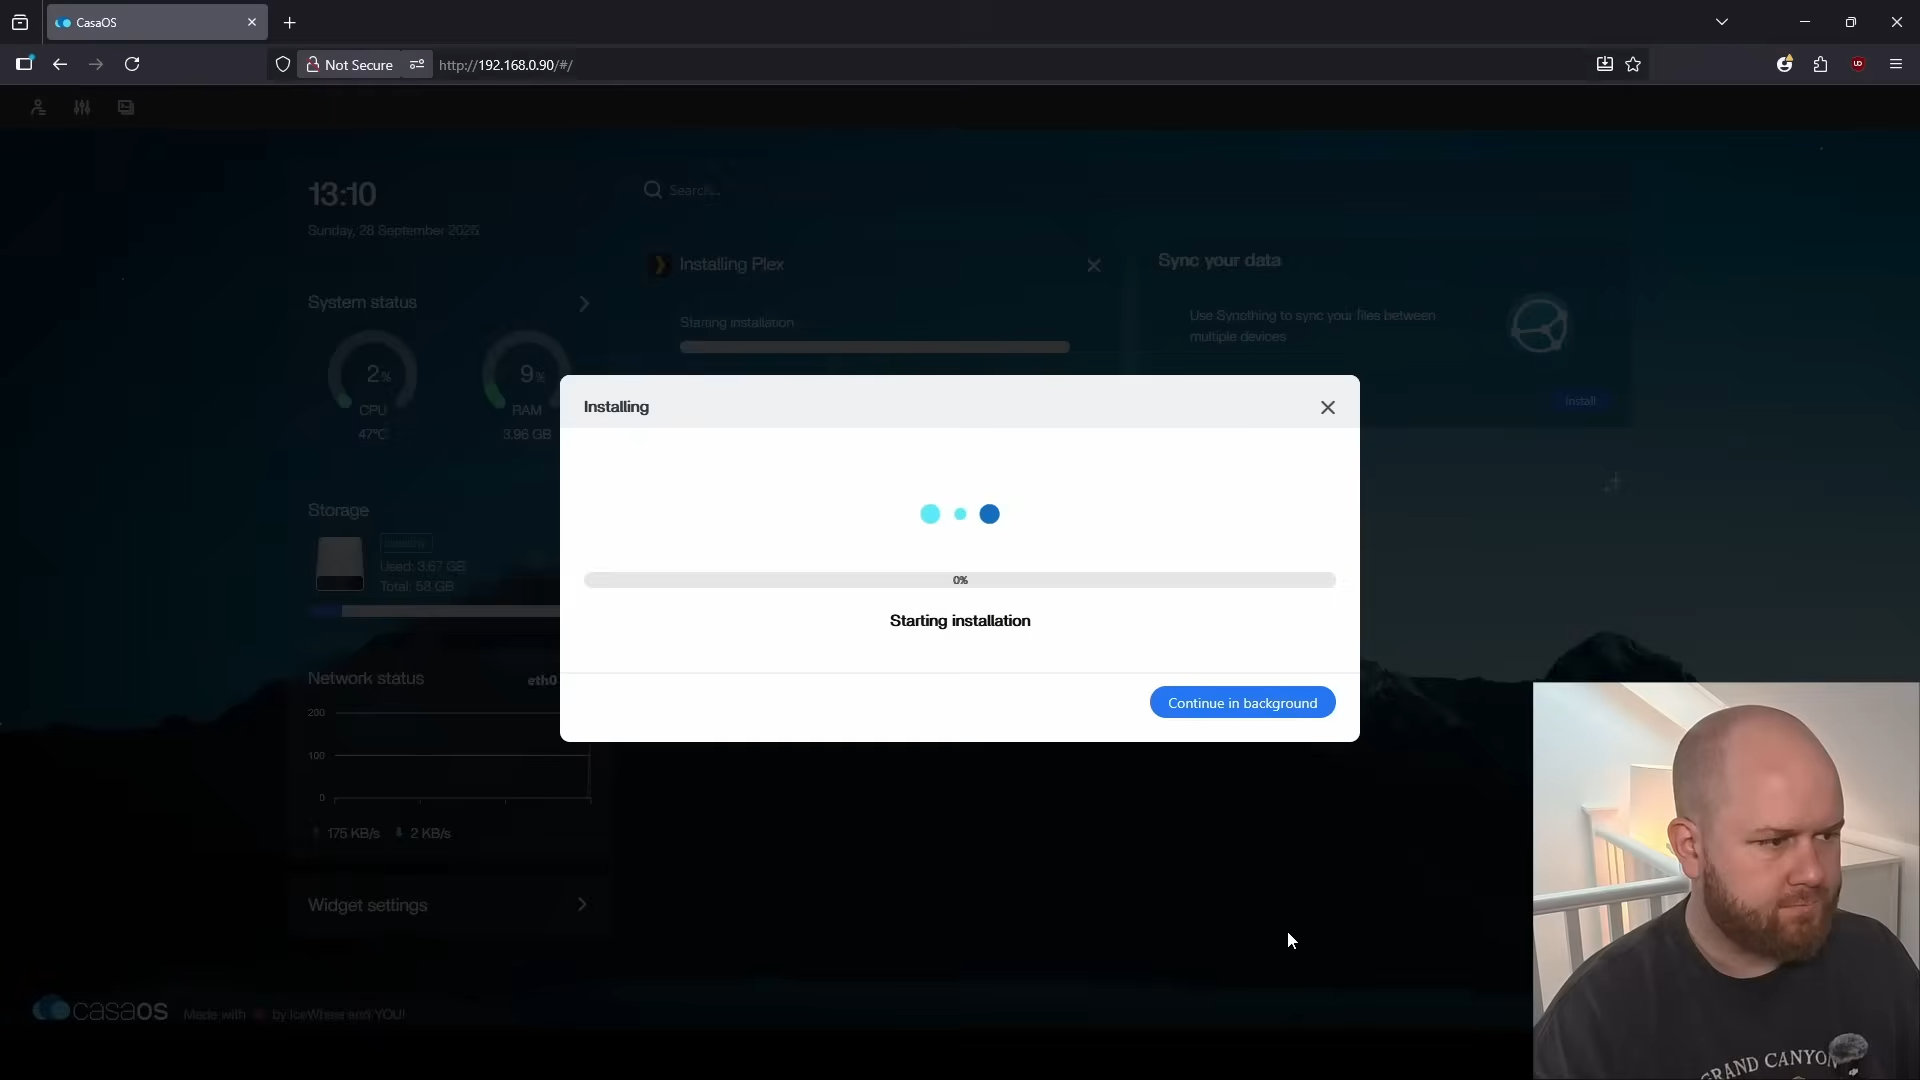 CasaOS
Not Secure
http://192.168.0.90/#/
13:10
Sunday, 28 September 2025
Search...
Installing Plex
Starting installation
Sync your data
Use Syncthing to sync your files between
multiple devices
Install
System status
2%
CPU
47°C
9%
RAM
3.96 GB
Installing
0%
Starting installation
Continue in background
Storage
Used: 3.67 GB
Total: 58 GB
Network status
eth0
200
100
0
175 KB/s
2 KB/s
Widget settings
casaOS
Made with by IceWhale and YOU!
UD
GRAND CANYON